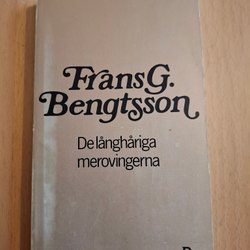 Frans G.
Bengtsson
De långhåriga
merovingerna